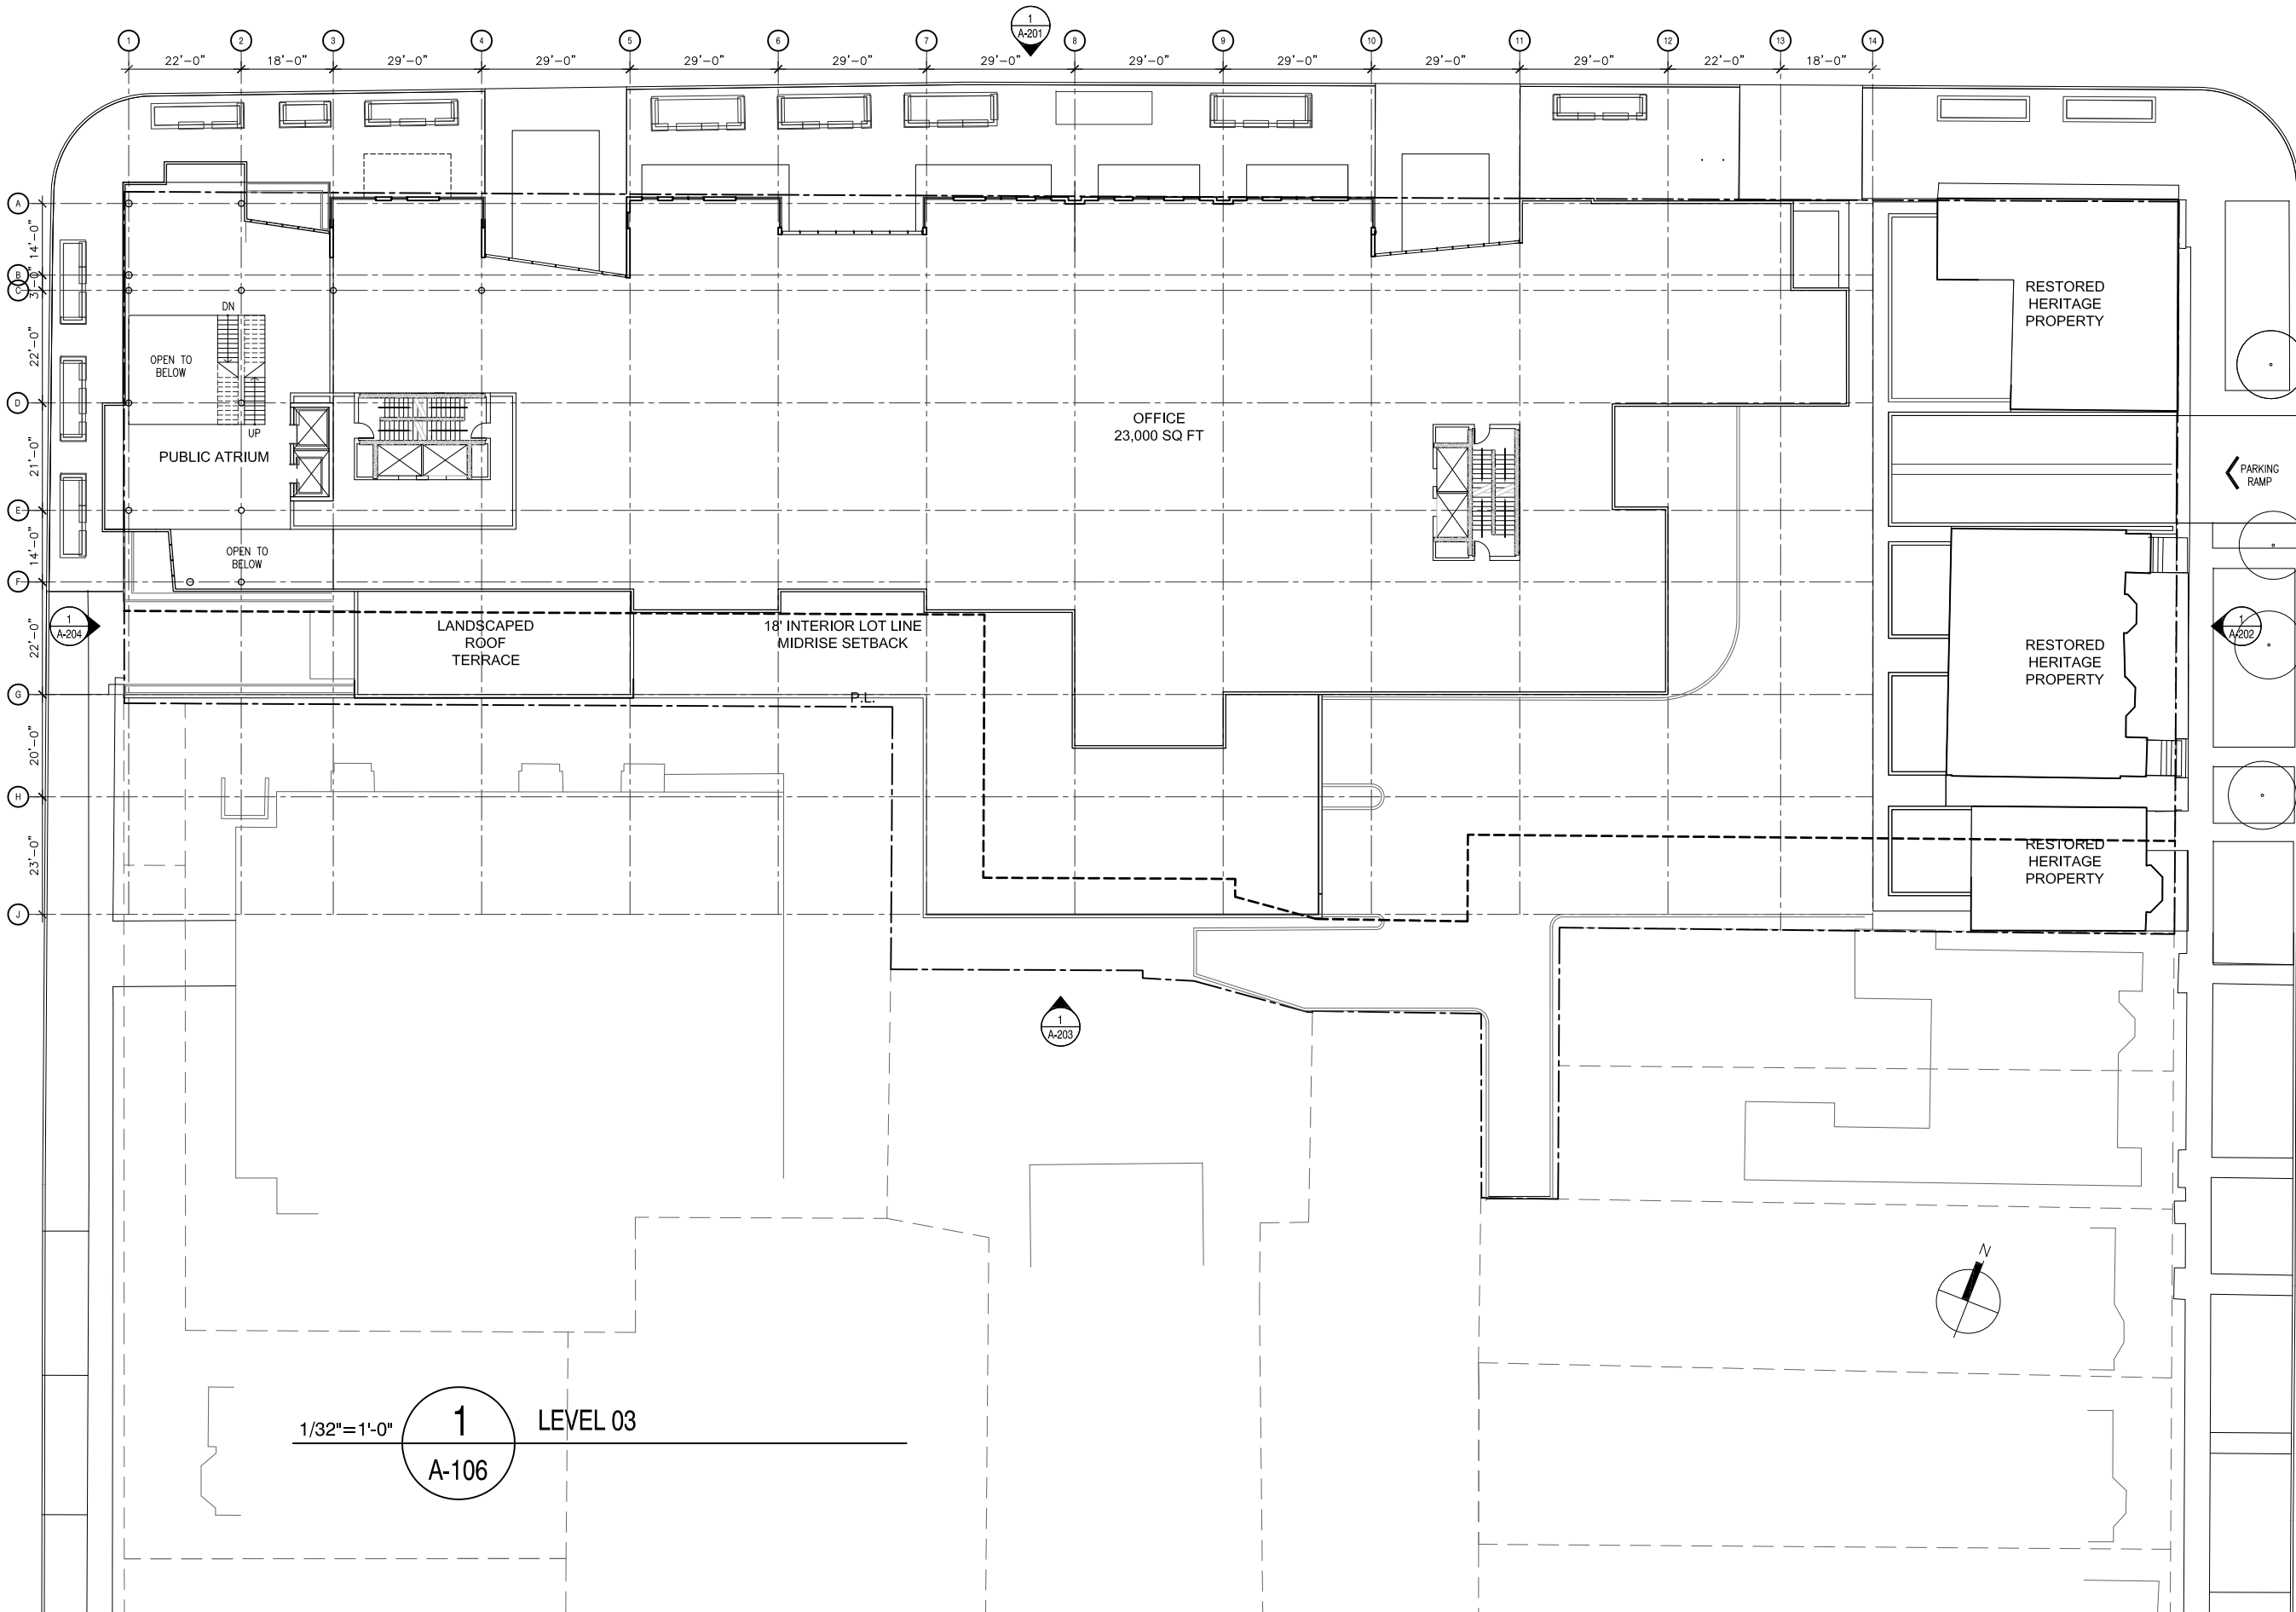 1
A-201
1
2
3
4
5
6
7
8
9
10
11
12
13
14
22'-0"
18'-0"
29'-0"
29'-0"
29'-0"
29'-0"
29'-0"
29'-0"
29'-0"
29'-0"
29'-0"
22'-0"
18'-0"
A
14'-0"
B
3'-0"
C
22'-0"
D
21'-0"
E
14'-0"
F
22'-0"
G
20'-0"
H
23'-0"
J
DN
OPEN TO
BELOW
UP
PUBLIC ATRIUM
OPEN TO
BELOW
OFFICE
23,000 SQ FT
RESTORED
HERITAGE
PROPERTY
PARKING
RAMP
1
A-204
LANDSCAPED
ROOF
TERRACE
18' INTERIOR LOT LINE
MIDRISE SETBACK
P.L.
RESTORED
HERITAGE
PROPERTY
1
A-202
RESTORED
HERITAGE
PROPERTY
1
A-203
N
1/32"=1'-0"
1
A-106
LEVEL 03